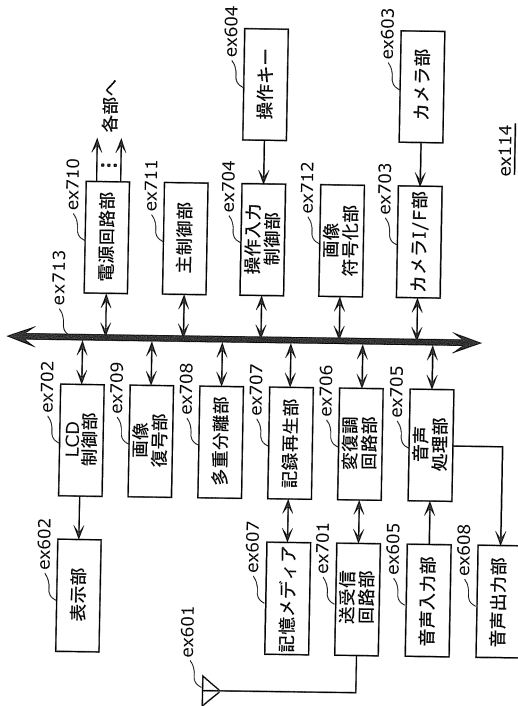 ex713
ex710
電源回路部
各部へ
ex711
主制御部
ex704
操作入力
制御部
ex604
操作キー
ex712
画像
符号化部
ex703
カメラI/F部
ex603
カメラ部
ex114
ex602
表示部
ex702
LCD
制御部
ex709
画像
復号部
ex708
多重分離部
ex607
記憶メディア
ex707
記録再生部
ex601
ex701
送受信
回路部
ex706
変復調
回路部
ex605
音声入力部
ex705
音声
処理部
ex608
音声出力部